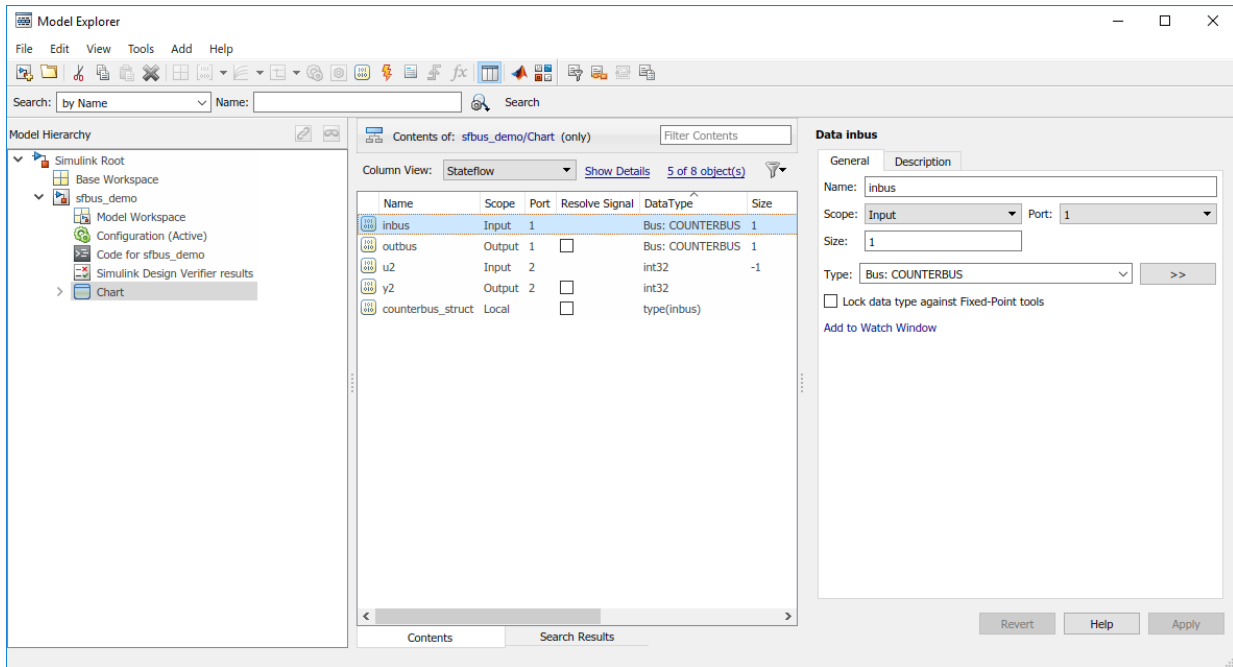 Model Explorer
File Edit View Tools Add Help
fx
Search: by Name Name: Search
Model Hierarchy
Simulink Root
Base Workspace
sfbus_demo
Model Workspace
Configuration (Active)
Code for sfbus_demo
Simulink Design Verifier results
Chart
Contents of: sfbus_demo/Chart (only) Filter Contents
Column View: Stateflow Show Details 5 of 8 object(s)
Name Scope Port Resolve Signal DataType Size
inbus Input 1 Bus: COUNTERBUS 1
outbus Output 1 Bus: COUNTERBUS 1
u2 Input 2 int32 -1
y2 Output 2 int32
counterbus_struct Local type(inbus)
Contents Search Results
Data inbus
General Description
Name: inbus
Scope: Input Port: 1
Size: 1
Type: Bus: COUNTERBUS >>
Lock data type against Fixed-Point tools
Add to Watch Window
Revert Help Apply